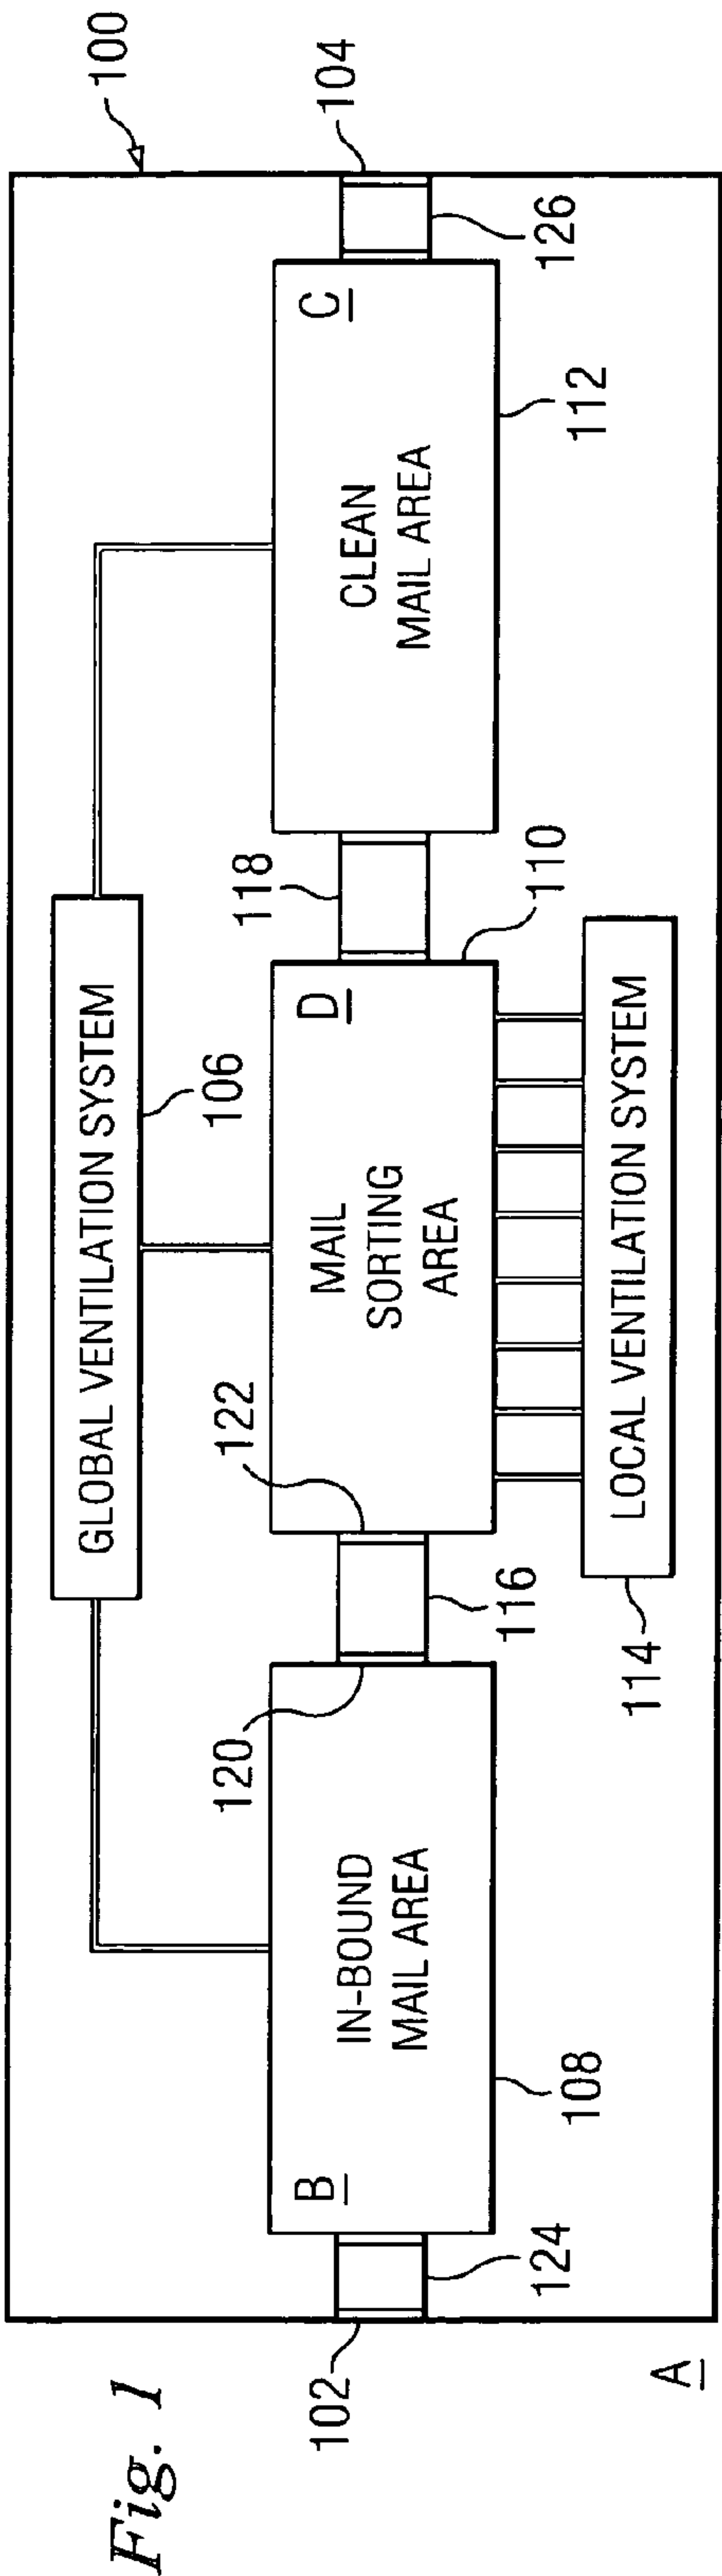 100
GLOBAL VENTILATION SYSTEM
106
104
122
118
120
B
IN-BOUND
MAIL AREA
D
MAIL
SORTING
AREA
C
CLEAN
MAIL AREA
102
124
108
116
110
112
126
LOCAL VENTILATION SYSTEM
114
A
Fig. 1